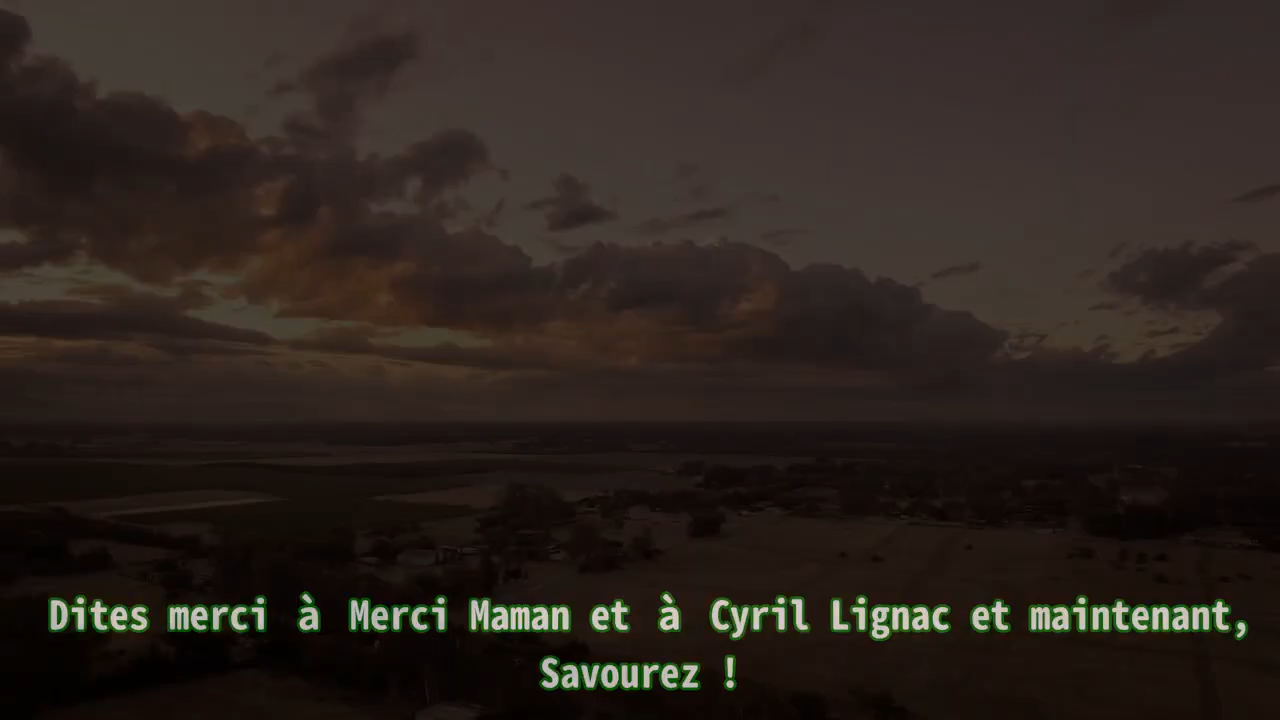 Dites merci à Merci Maman et à Cyril Lignac et maintenant,
Savourez !